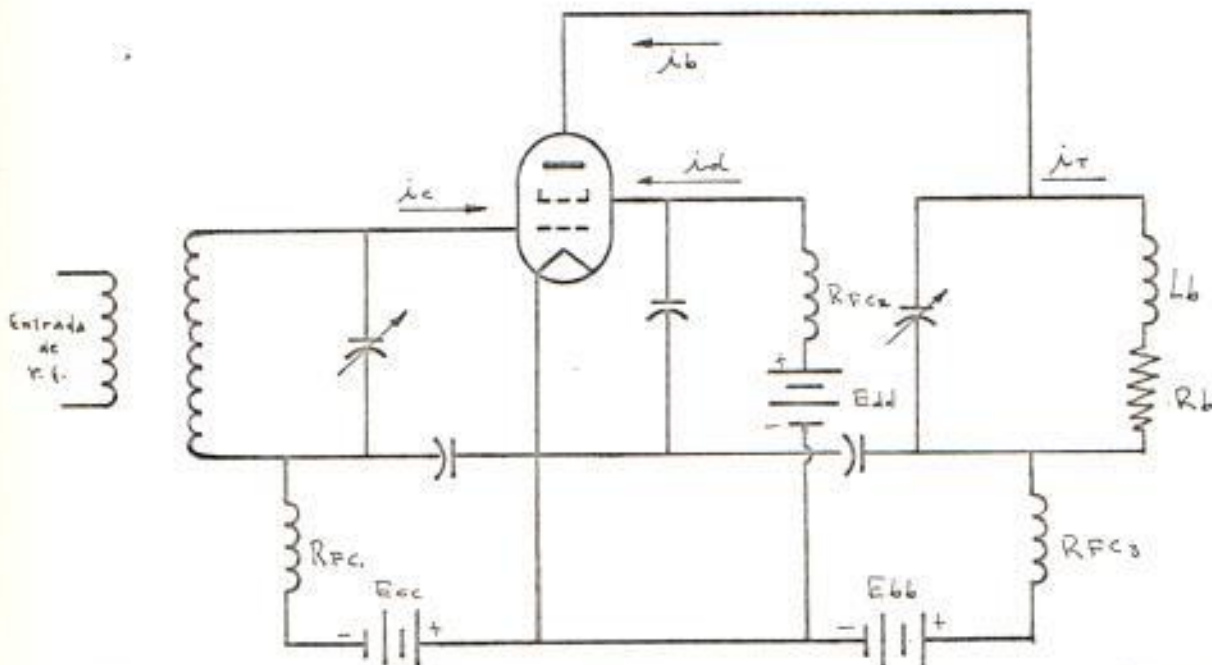 ib
id
ic
iT
Entrada
de
r.f.
RFC2
Lb
+
Edd
-
Rb
RFC1
RFC3
Ecc
Ebb
- +
- +